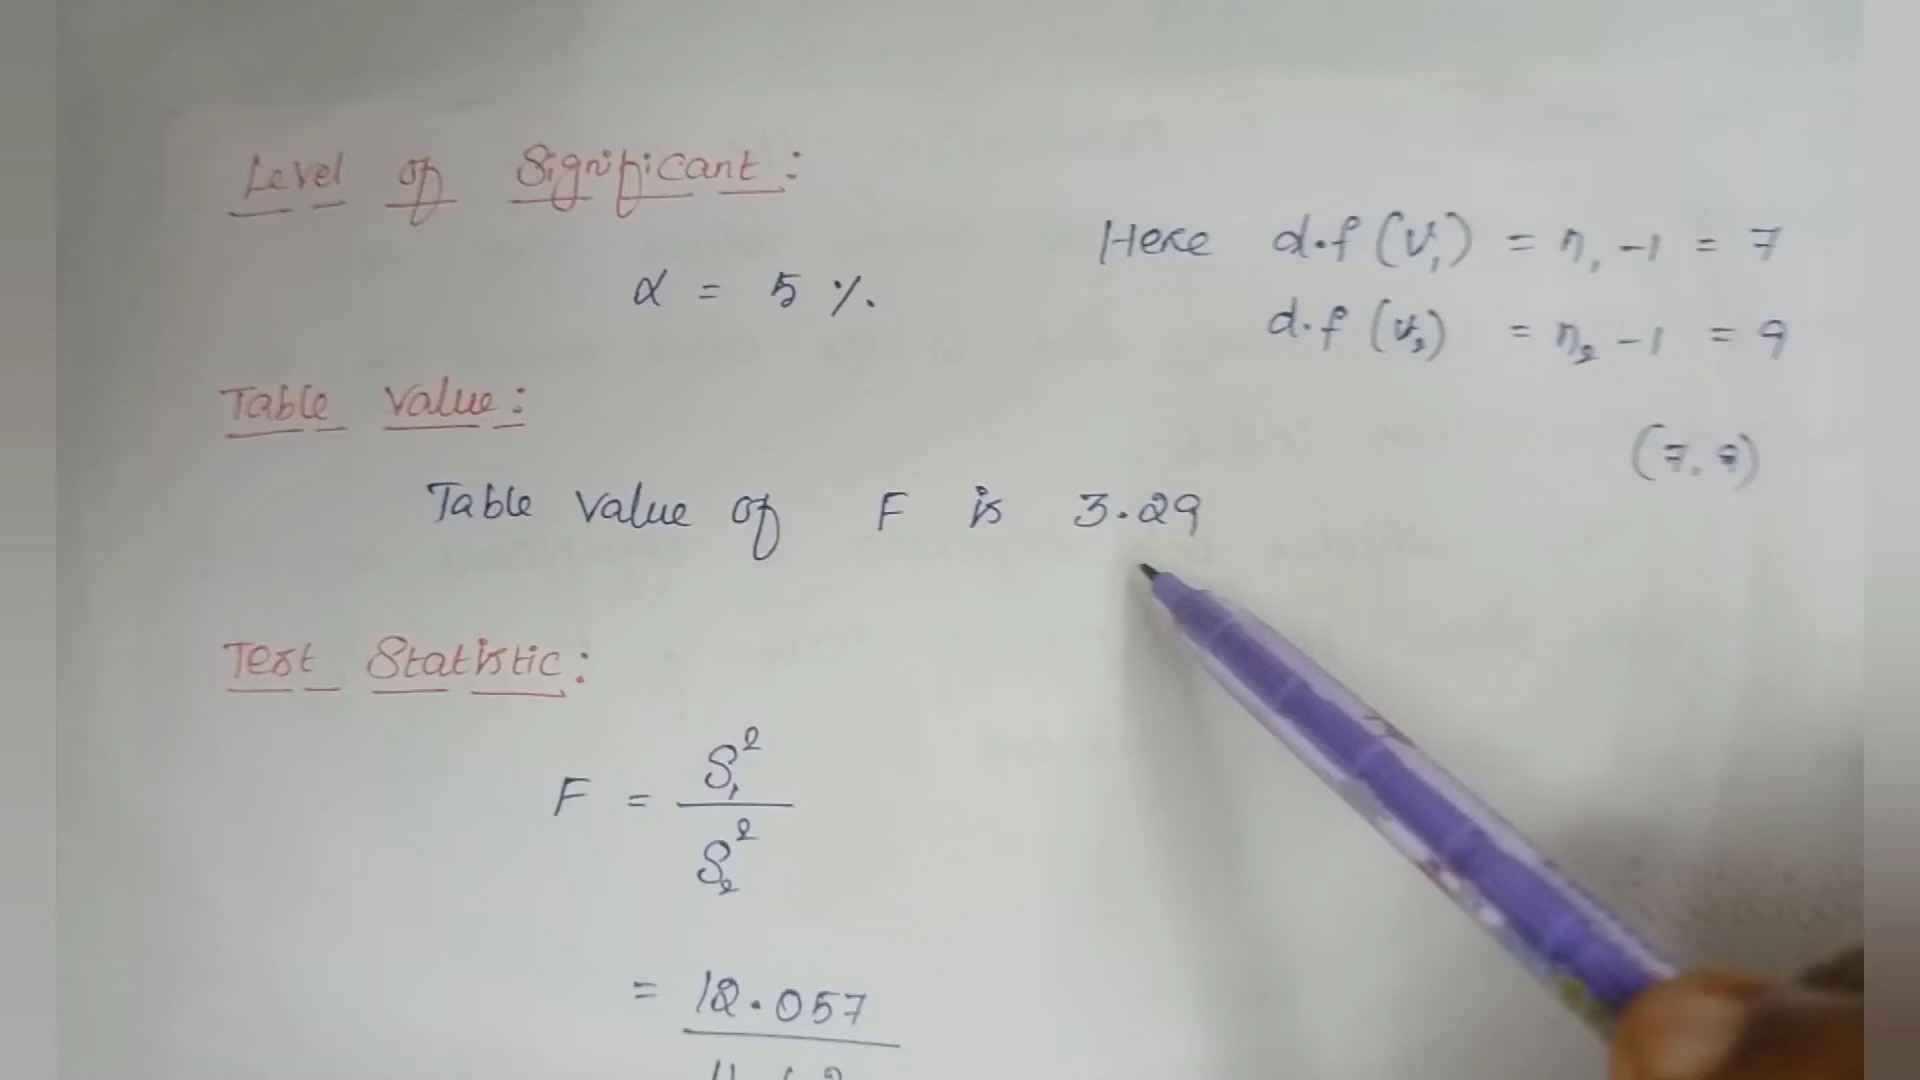 Level of Significant:
α = 5 %.
Here d.f (V₁) = n₁ -1 = 7
d.f (V₂) = n₂ -1 = 9
Table Value:
(7, 9)
Table Value of F is 3.29
Test Statistic:
F = S₁² / S₂²
= 12.057